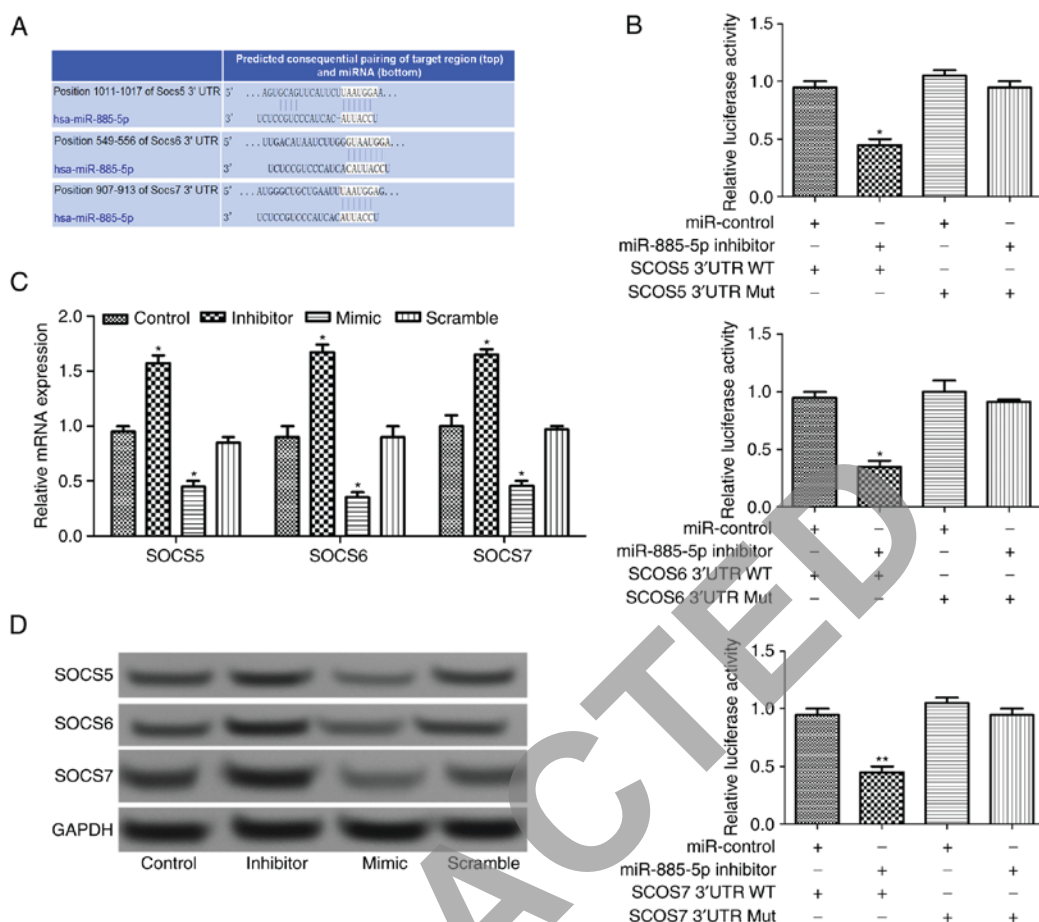 A
Predicted consequential pairing of target region (top)
and miRNA (bottom)
Position 1011-1017 of Socs5 3' UTR 5' ...AGUGCAGUUCAUUCUUAAUGGAA...
hsa-miR-885-5p 3' UCUCCGUCCCAUCAC-AUUACCU
Position 549-556 of Socs6 3' UTR 5' ...UUGACAUAAUCUUGGGUAAUGGA...
hsa-miR-885-5p 3' UCUCCGUCCCAUCACAUUACCU
Position 907-913 of Socs7 3' UTR 5' ...AUGGGCUGCUGAAUUUAAUGGAG...
hsa-miR-885-5p 3' UCUCCGUCCCAUCACAUUACCU
B
Relative luciferase activity
1.5
1.0
0.5
0.0
*
miR-control + − + −
miR-885-5p inhibitor − + − +
SCOS5 3'UTR WT + + − −
SCOS5 3'UTR Mut − − + +
Relative luciferase activity
1.5
1.0
0.5
0.0
*
miR-control + − + −
miR-885-5p inhibitor − + − +
SCOS6 3'UTR WT + + − −
SCOS6 3'UTR Mut − − + +
Relative luciferase activity
1.5
1.0
0.5
0.0
**
miR-control + − + −
miR-885-5p inhibitor − + − +
SCOS7 3'UTR WT + + − −
SCOS7 3'UTR Mut − − + +
C
Relative mRNA expression
2.0
1.5
1.0
0.5
0.0
Control Inhibitor Mimic Scramble
* * *
* * *
SOCS5 SOCS6 SOCS7
D
SOCS5
SOCS6
SOCS7
GAPDH
Control Inhibitor Mimic Scramble
ACTED